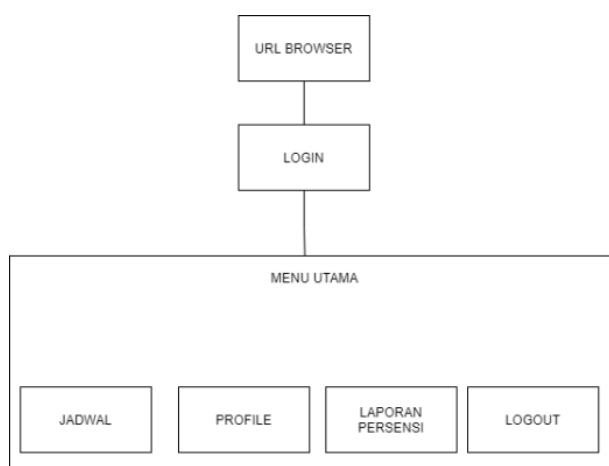 URL BROWSER
LOGIN
MENU UTAMA
JADWAL
PROFILE
LAPORAN
PERSENSI
LOGOUT